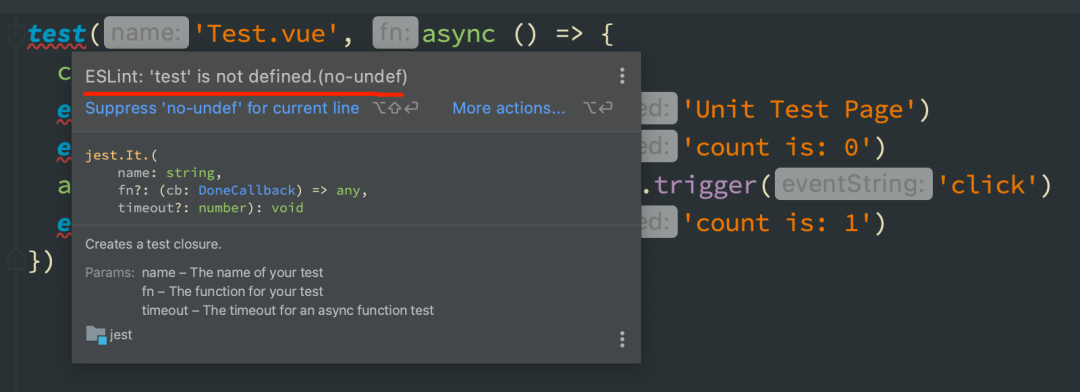 test( name: 'Test.vue', fn: async () => {
ESLint: 'test' is not defined.(no-undef)
Suppress 'no-undef' for current line ⌥⇧⏎ More actions... ⌥⏎
c
e ed: 'Unit Test Page')
e ed: 'count is: 0')
a .trigger( eventString: 'click')
e ed: 'count is: 1')
})
jest.It.(
name: string,
fn?: (cb: DoneCallback) => any,
timeout?: number): void
Creates a test closure.
Params: name – The name of your test
fn – The function for your test
timeout – The timeout for an async function test
jest